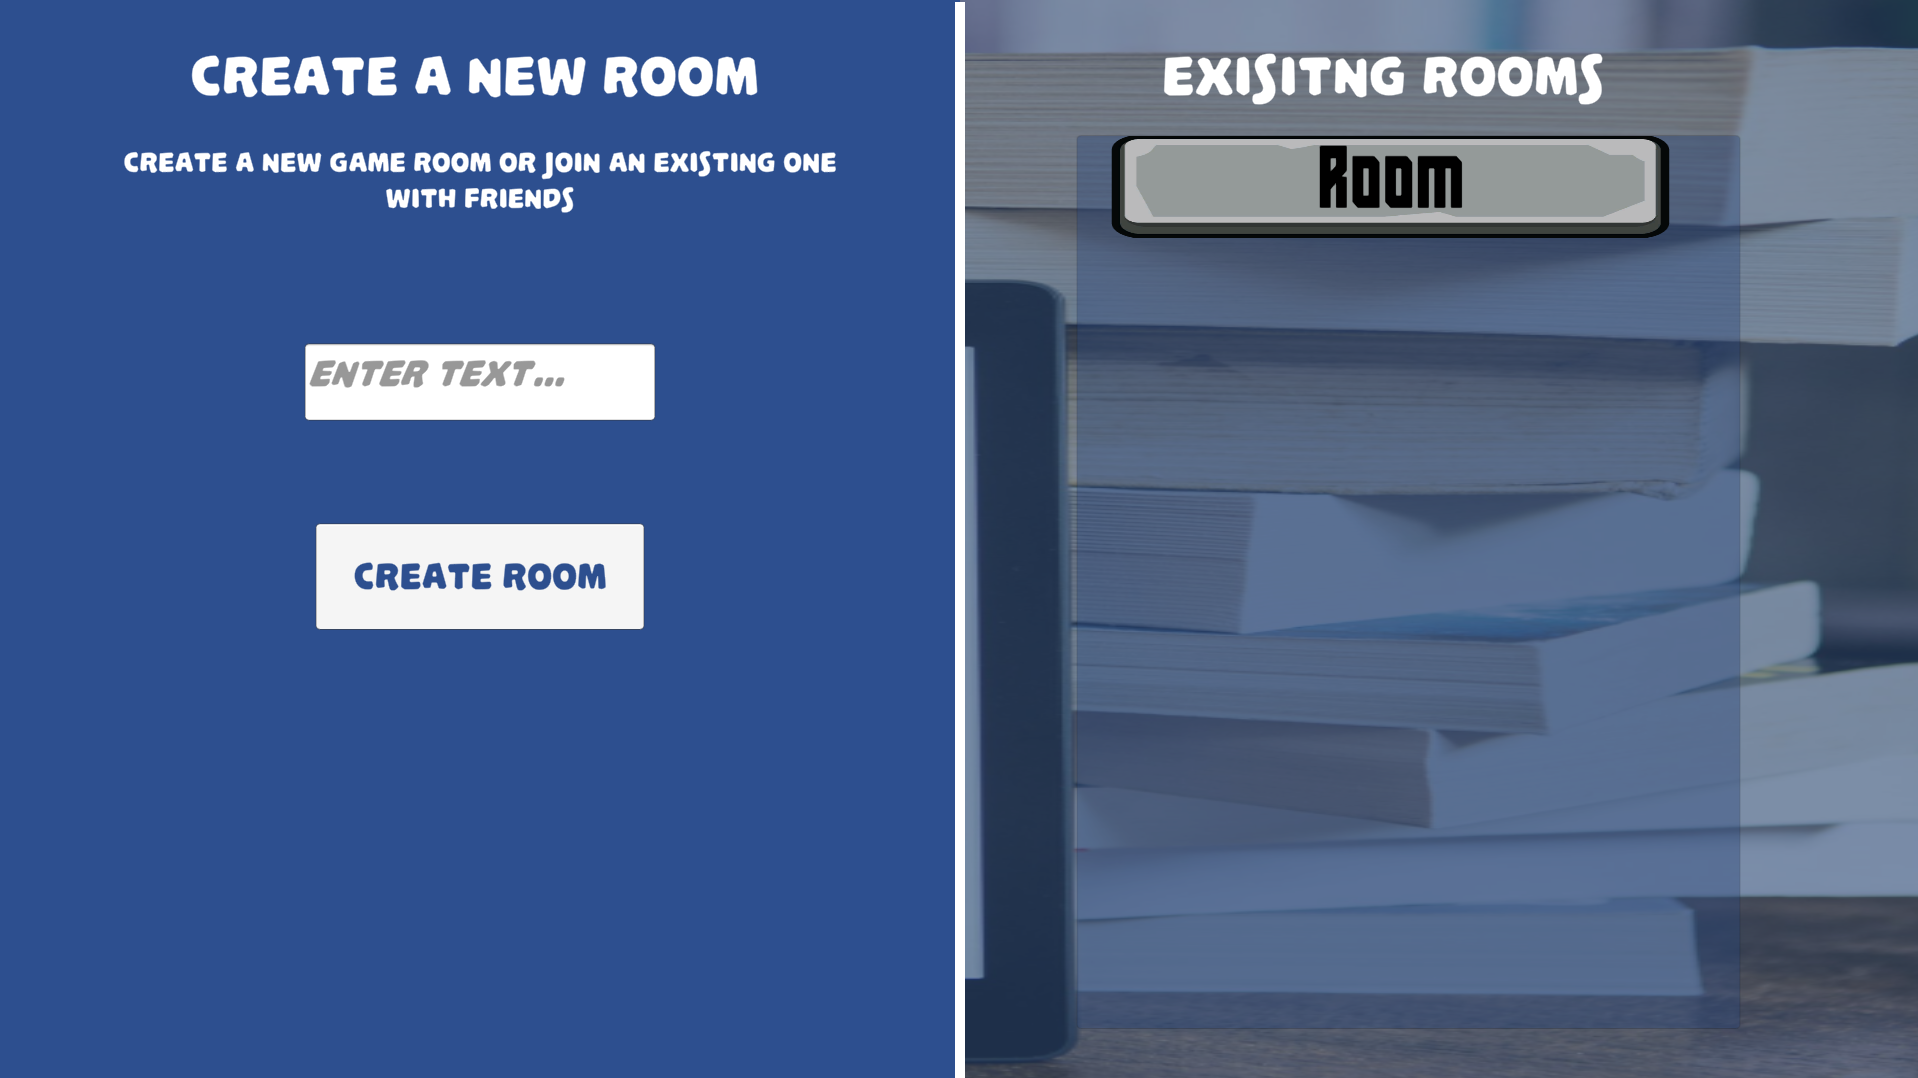 CREATE A NEW ROOM
CREATE A NEW GAME ROOM OR JOIN AN EXISTING ONE
WITH FRIENDS
ENTER TEXT...
CREATE ROOM
EXISITNG ROOMS
Room